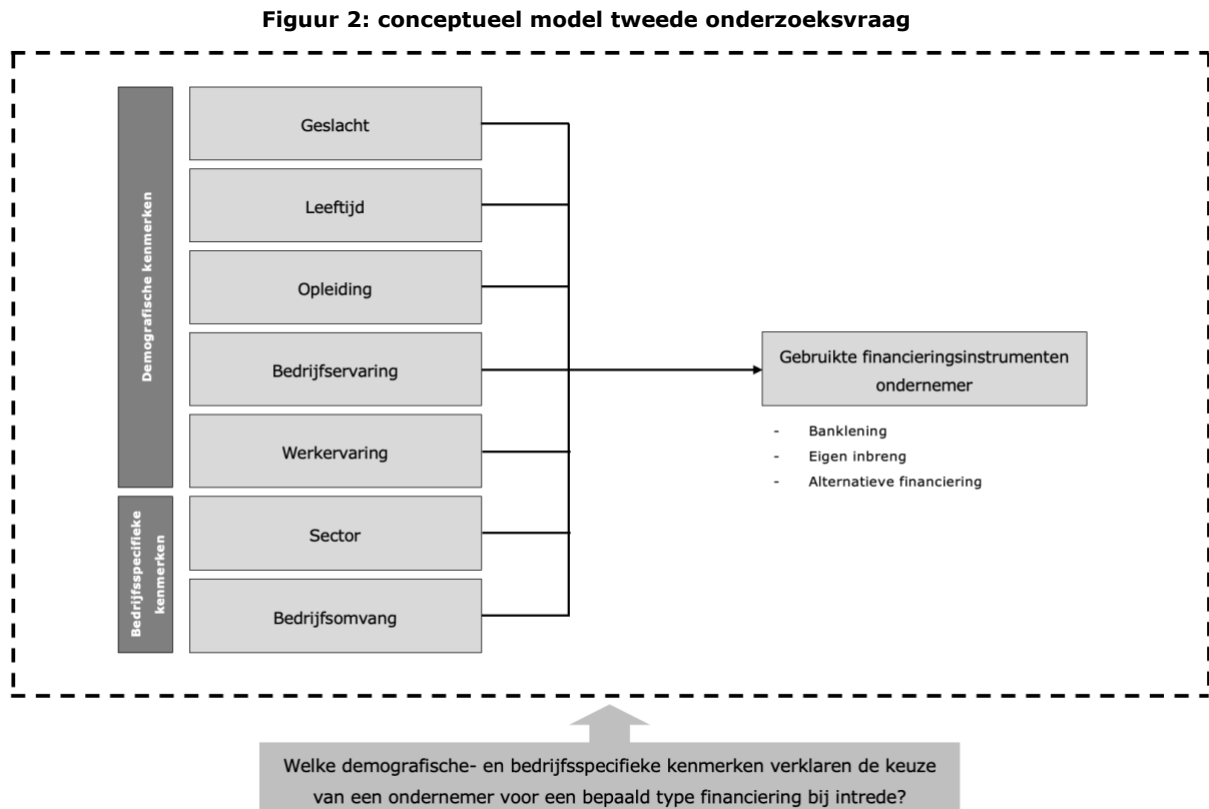 Figuur 2: conceptueel model tweede onderzoeksvraag
Demografische kenmerken
Geslacht
Leeftijd
Opleiding
Bedrijfservaring
Werkervaring
Bedrijfsspecifieke
kenmerken
Sector
Bedrijfsomvang
Gebruikte financieringsinstrumenten
ondernemer
- Banklening
- Eigen inbreng
- Alternatieve financiering
Welke demografische- en bedrijfsspecifieke kenmerken verklaren de keuze
van een ondernemer voor een bepaald type financiering bij intrede?